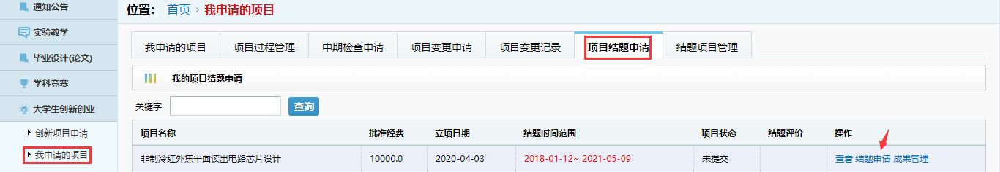 通知公告
实验教学
毕业设计(论文)
学科竞赛
大学生创新创业
创新项目申请
我申请的项目
位置： 首页 › 我申请的项目
我申请的项目 项目过程管理 中期检查申请 项目变更申请 项目变更记录 项目结题申请 结题项目管理
我的项目结题申请
关键字 查询
项目名称 批准经费 立项日期 结题时间范围 项目状态 结题评价 操作
非制冷红外焦平面读出电路芯片设计 10000.0 2020-04-03 2018-01-12~ 2021-05-09 未提交 查看 结题申请 成果管理